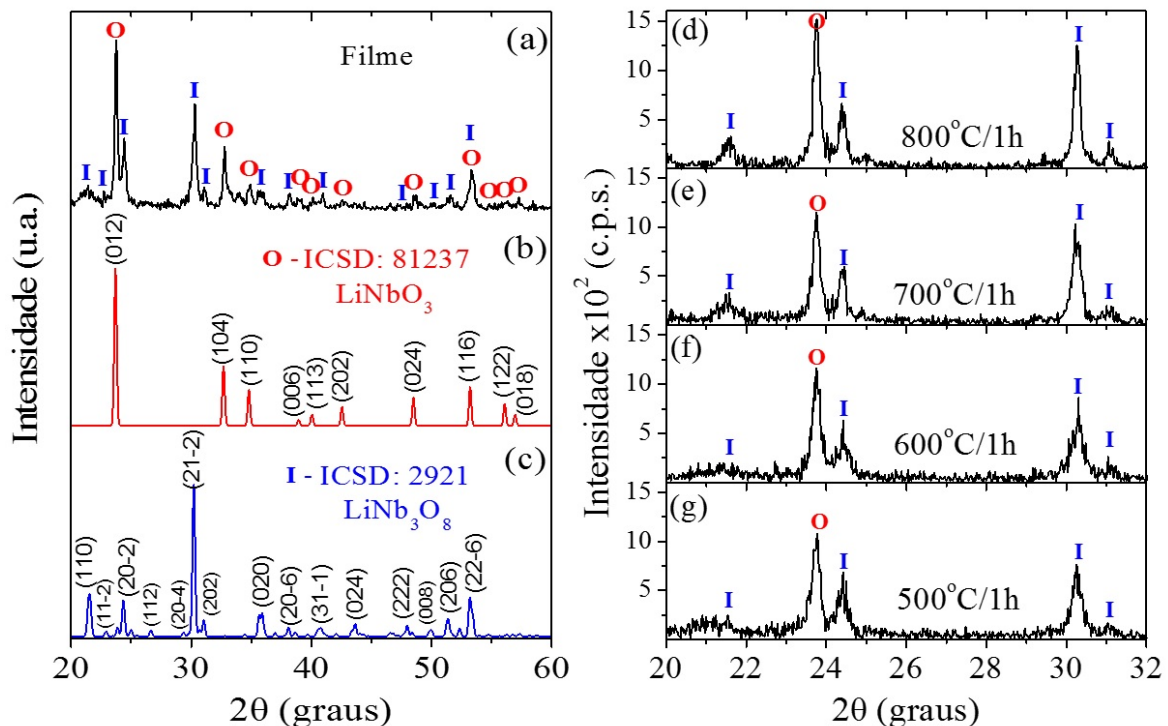 Intensidade (u.a.)
(a)
Filme
O
I I I I I O O I I O O I O I O I I I O O O O
(b)
O - ICSD: 81237
LiNbO₃
(012) (104) (110) (006) (113) (202) (024) (116) (122) (018)
(c)
I - ICSD: 2921
LiNb₃O₈
(110) (11-2) (20-2) (112) (20-4) (21-2) (202) (020) (20-6) (31-1) (024) (222) (008) (206) (22-6)
20 30 40 50 60
2θ (graus)
Intensidade x10² (c.p.s.)
(d)
15
10
5
I O I I I
800°C/1h
(e)
15
10
5
I O I I I
700°C/1h
(f)
15
10
5
I O I I I
600°C/1h
(g)
15
10
5
I O I I I
500°C/1h
20 22 24 26 28 30 32
2θ (graus)